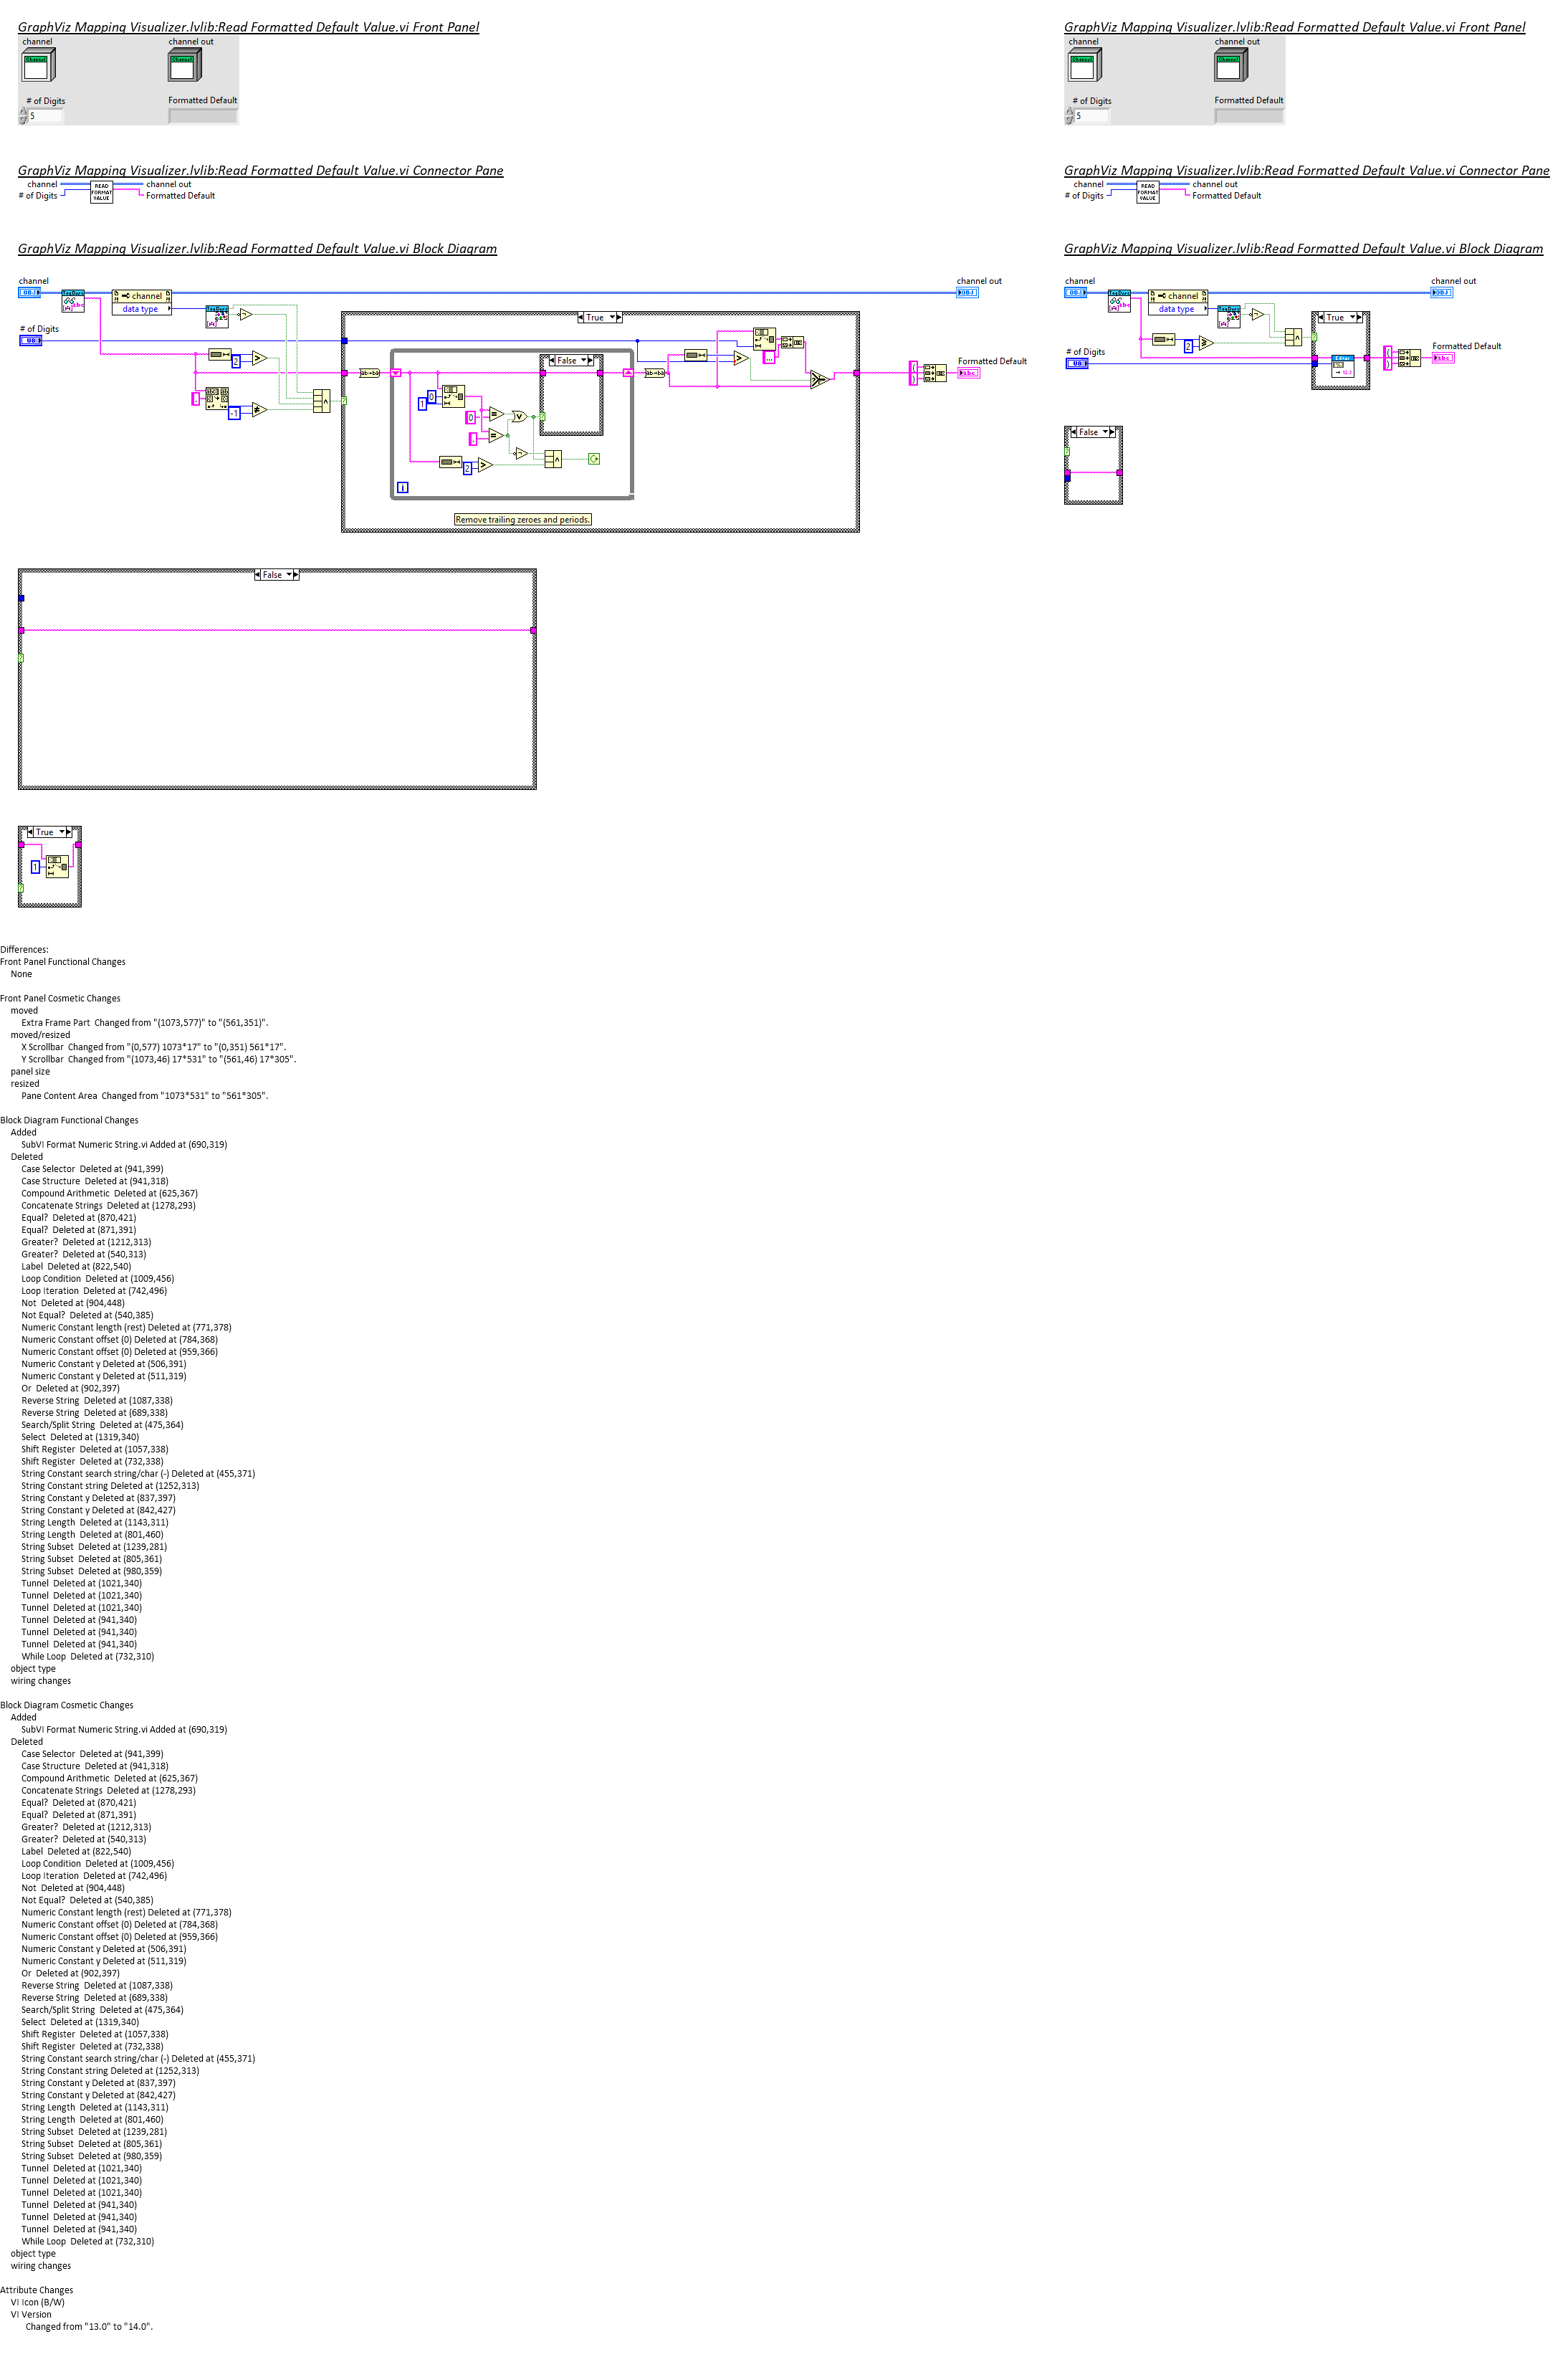 GraphViz Mapping Visualizer.lvlib:Read Formatted Default Value.vi Front Panel
channel
channel out
Channel
Channel
# of Digits
Formatted Default
5
GraphViz Mapping Visualizer.lvlib:Read Formatted Default Value.vi Connector Pane
channel
READ FORMAT VALUE
channel out
# of Digits
Formatted Default
GraphViz Mapping Visualizer.lvlib:Read Formatted Default Value.vi Block Diagram
channel
channel out
OBJ
channel
data type
OBJ
# of Digits
U8
True
2
False
...
Formatted Default
abc
0
1
0
-1
.
2
i
Remove trailing zeroes and periods.
False
True
1
GraphViz Mapping Visualizer.lvlib:Read Formatted Default Value.vi Front Panel
channel
channel out
Channel
Channel
# of Digits
Formatted Default
5
GraphViz Mapping Visualizer.lvlib:Read Formatted Default Value.vi Connector Pane
channel
READ FORMAT VALUE
channel out
# of Digits
Formatted Default
GraphViz Mapping Visualizer.lvlib:Read Formatted Default Value.vi Block Diagram
channel
channel out
OBJ
channel
data type
OBJ
True
2
# of Digits
U8
Formatted Default
abc
False
Differences:
Front Panel Functional Changes
None
Front Panel Cosmetic Changes
moved
Extra Frame Part  Changed from "(1073,577)" to "(561,351)".
moved/resized
X Scrollbar  Changed from "(0,577) 1073*17" to "(0,351) 561*17".
Y Scrollbar  Changed from "(1073,46) 17*531" to "(561,46) 17*305".
panel size
resized
Pane Content Area  Changed from "1073*531" to "561*305".
Block Diagram Functional Changes
Added
SubVI Format Numeric String.vi Added at (690,319)
Deleted
Case Selector  Deleted at (941,399)
Case Structure  Deleted at (941,318)
Compound Arithmetic  Deleted at (625,367)
Concatenate Strings  Deleted at (1278,293)
Equal?  Deleted at (870,421)
Equal?  Deleted at (871,391)
Greater?  Deleted at (1212,313)
Greater?  Deleted at (540,313)
Label  Deleted at (822,540)
Loop Condition  Deleted at (1009,456)
Loop Iteration  Deleted at (742,496)
Not  Deleted at (904,448)
Not Equal?  Deleted at (540,385)
Numeric Constant length (rest) Deleted at (771,378)
Numeric Constant offset (0) Deleted at (784,368)
Numeric Constant offset (0) Deleted at (959,366)
Numeric Constant y Deleted at (506,391)
Numeric Constant y Deleted at (511,319)
Or  Deleted at (902,397)
Reverse String  Deleted at (1087,338)
Reverse String  Deleted at (689,338)
Search/Split String  Deleted at (475,364)
Select  Deleted at (1319,340)
Shift Register  Deleted at (1057,338)
Shift Register  Deleted at (732,338)
String Constant search string/char (-) Deleted at (455,371)
String Constant string Deleted at (1252,313)
String Constant y Deleted at (837,397)
String Constant y Deleted at (842,427)
String Length  Deleted at (1143,311)
String Length  Deleted at (801,460)
String Subset  Deleted at (1239,281)
String Subset  Deleted at (805,361)
String Subset  Deleted at (980,359)
Tunnel  Deleted at (1021,340)
Tunnel  Deleted at (1021,340)
Tunnel  Deleted at (1021,340)
Tunnel  Deleted at (941,340)
Tunnel  Deleted at (941,340)
Tunnel  Deleted at (941,340)
While Loop  Deleted at (732,310)
object type
wiring changes
Block Diagram Cosmetic Changes
Added
SubVI Format Numeric String.vi Added at (690,319)
Deleted
Case Selector  Deleted at (941,399)
Case Structure  Deleted at (941,318)
Compound Arithmetic  Deleted at (625,367)
Concatenate Strings  Deleted at (1278,293)
Equal?  Deleted at (870,421)
Equal?  Deleted at (871,391)
Greater?  Deleted at (1212,313)
Greater?  Deleted at (540,313)
Label  Deleted at (822,540)
Loop Condition  Deleted at (1009,456)
Loop Iteration  Deleted at (742,496)
Not  Deleted at (904,448)
Not Equal?  Deleted at (540,385)
Numeric Constant length (rest) Deleted at (771,378)
Numeric Constant offset (0) Deleted at (784,368)
Numeric Constant offset (0) Deleted at (959,366)
Numeric Constant y Deleted at (506,391)
Numeric Constant y Deleted at (511,319)
Or  Deleted at (902,397)
Reverse String  Deleted at (1087,338)
Reverse String  Deleted at (689,338)
Search/Split String  Deleted at (475,364)
Select  Deleted at (1319,340)
Shift Register  Deleted at (1057,338)
Shift Register  Deleted at (732,338)
String Constant search string/char (-) Deleted at (455,371)
String Constant string Deleted at (1252,313)
String Constant y Deleted at (837,397)
String Constant y Deleted at (842,427)
String Length  Deleted at (1143,311)
String Length  Deleted at (801,460)
String Subset  Deleted at (1239,281)
String Subset  Deleted at (805,361)
String Subset  Deleted at (980,359)
Tunnel  Deleted at (1021,340)
Tunnel  Deleted at (1021,340)
Tunnel  Deleted at (1021,340)
Tunnel  Deleted at (941,340)
Tunnel  Deleted at (941,340)
Tunnel  Deleted at (941,340)
While Loop  Deleted at (732,310)
object type
wiring changes
Attribute Changes
VI Icon (B/W)
VI Version
Changed from "13.0" to "14.0".